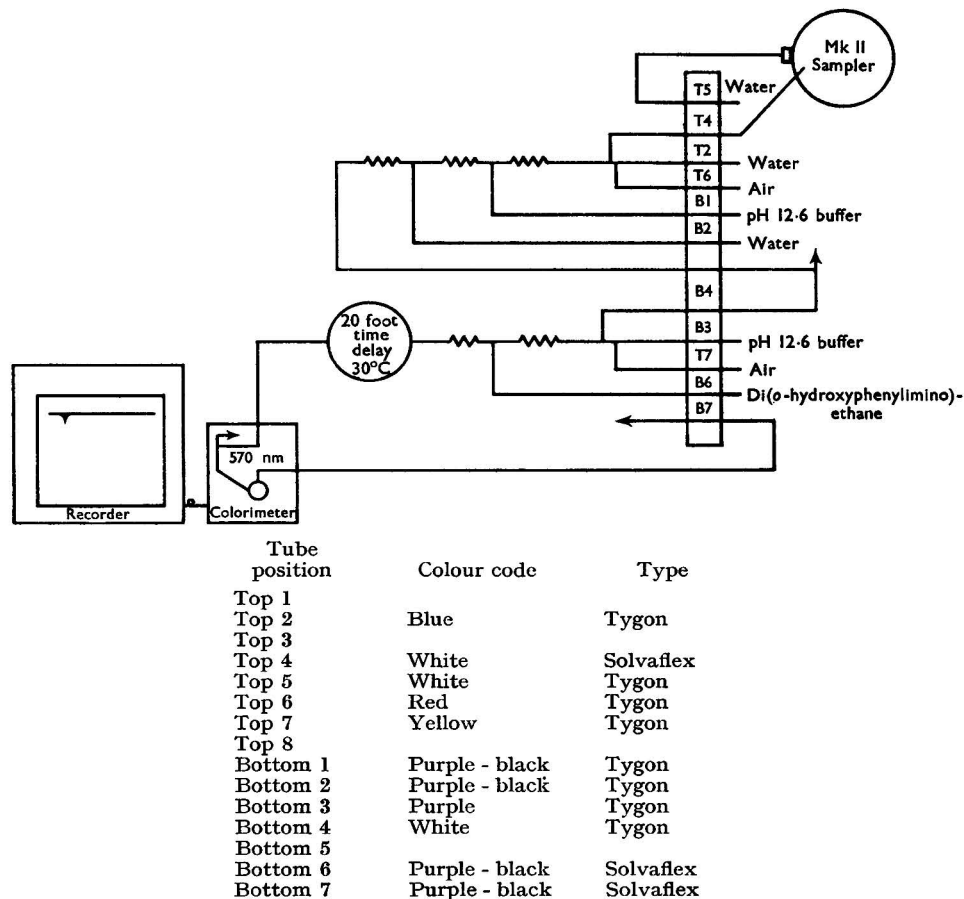 Mk II
Sampler
T5 Water
T4
T2
Water
T6
Air
B1
pH 12·6 buffer
B2
Water
B4
20 foot
time
delay
30°C
B3
pH 12·6 buffer
T7
Air
B6
Di(o-hydroxyphenylimino)-
ethane
B7
570 nm
Recorder
Colorimeter
Tube
position Colour code Type
Top 1
Top 2 Blue Tygon
Top 3
Top 4 White Solvaflex
Top 5 White Tygon
Top 6 Red Tygon
Top 7 Yellow Tygon
Top 8
Bottom 1 Purple - black Tygon
Bottom 2 Purple - black Tygon
Bottom 3 Purple Tygon
Bottom 4 White Tygon
Bottom 5
Bottom 6 Purple - black Solvaflex
Bottom 7 Purple - black Solvaflex